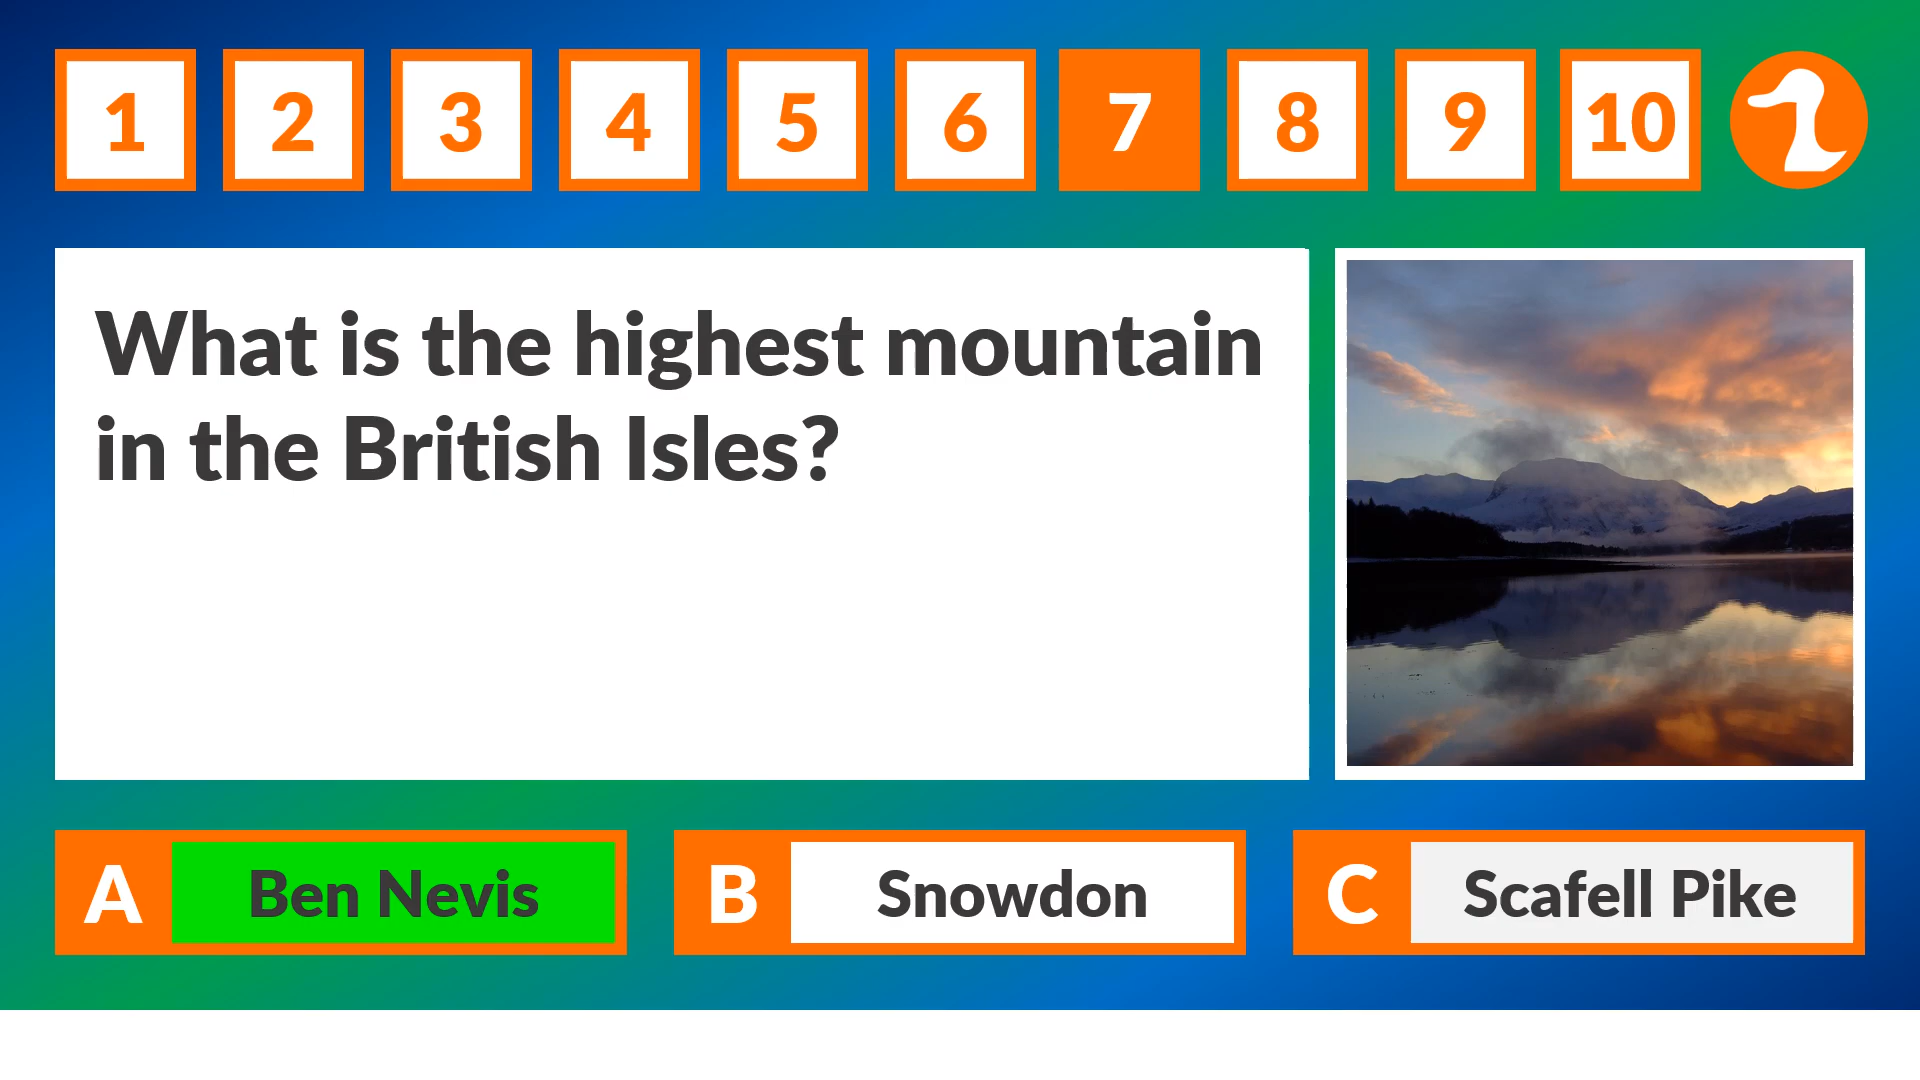 1 2 3 4 5 6 7 8 9 10
What is the highest mountain
in the British Isles?
A Ben Nevis
B Snowdon
C Scafell Pike